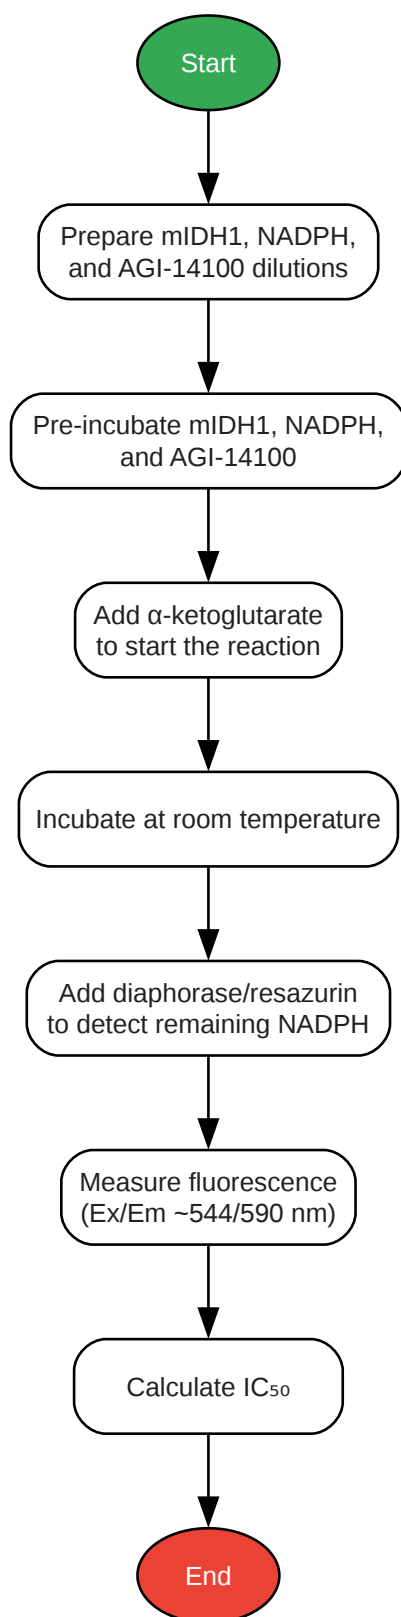 Start
Prepare mIDH1, NADPH,
and AGI-14100 dilutions
Pre-incubate mIDH1, NADPH,
and AGI-14100
Add α-ketoglutarate
to start the reaction
Incubate at room temperature
Add diaphorase/resazurin
to detect remaining NADPH
Measure fluorescence
(Ex/Em ~544/590 nm)
Calculate IC₅₀
End